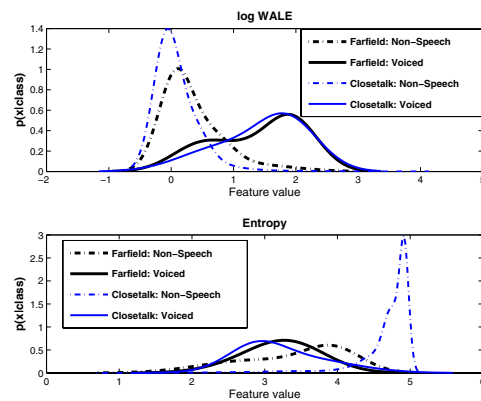 log WALE
1.4
1.2
1
0.8
0.6
0.4
0.2
0
p(x|class)
Farfield: Non-Speech
Farfield: Voiced
Closetalk: Non-Speech
Closetalk: Voiced
-2 -1 0 1 2 3 4 5
Feature value
Entropy
3
2.5
2
1.5
1
0.5
0
p(x|class)
Farfield: Non-Speech
Farfield: Voiced
Closetalk: Non-Speech
Closetalk: Voiced
0 1 2 3 4 5 6
Feature value